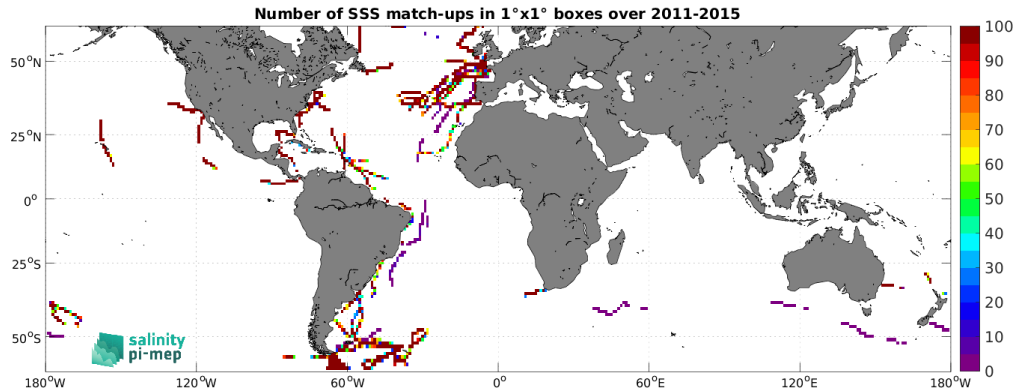 Number of SSS match-ups in 1°x1° boxes over 2011-2015
50°N
25°N
0°
25°S
50°S
180°W
120°W
60°W
0°
60°E
120°E
180°W
100
90
80
70
60
50
40
30
20
10
0
salinity
pi-mep